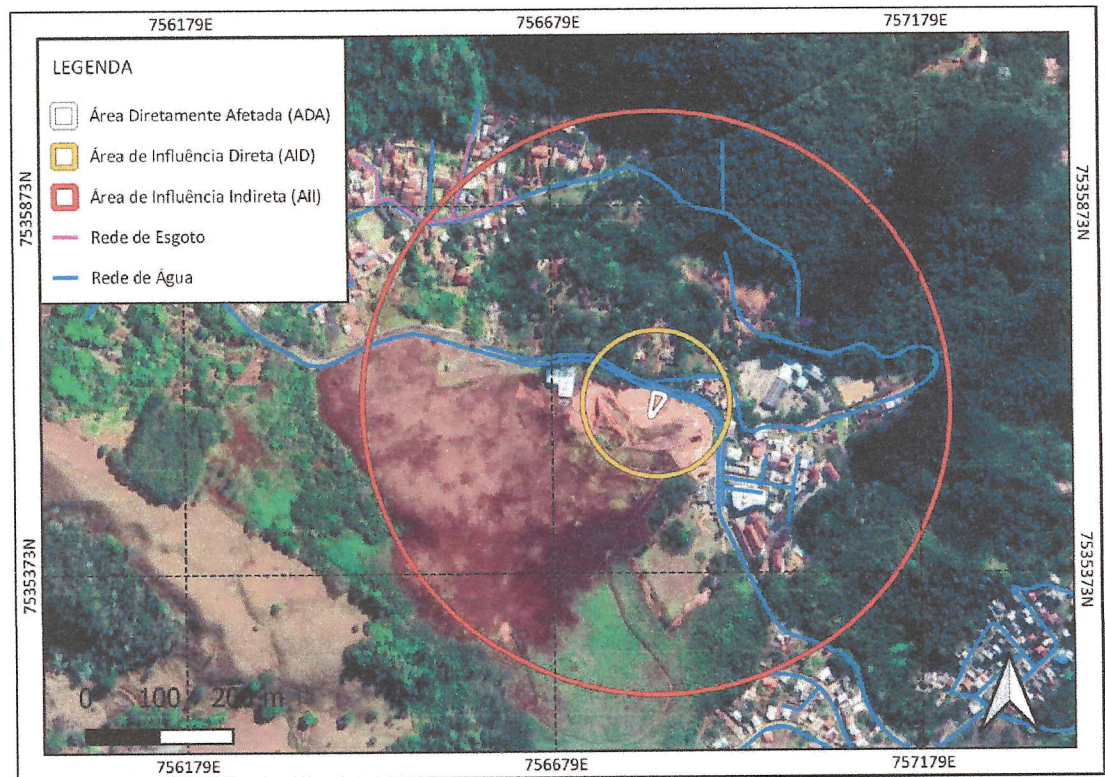 756179E 756679E 757179E
LEGENDA
Área Diretamente Afetada (ADA)
Área de Influência Direta (AID)
Área de Influência Indireta (AII)
Rede de Esgoto
Rede de Água
7535873N
7535873N
7535373N
7535373N
0 100 200 m
756179E 756679E 757179E